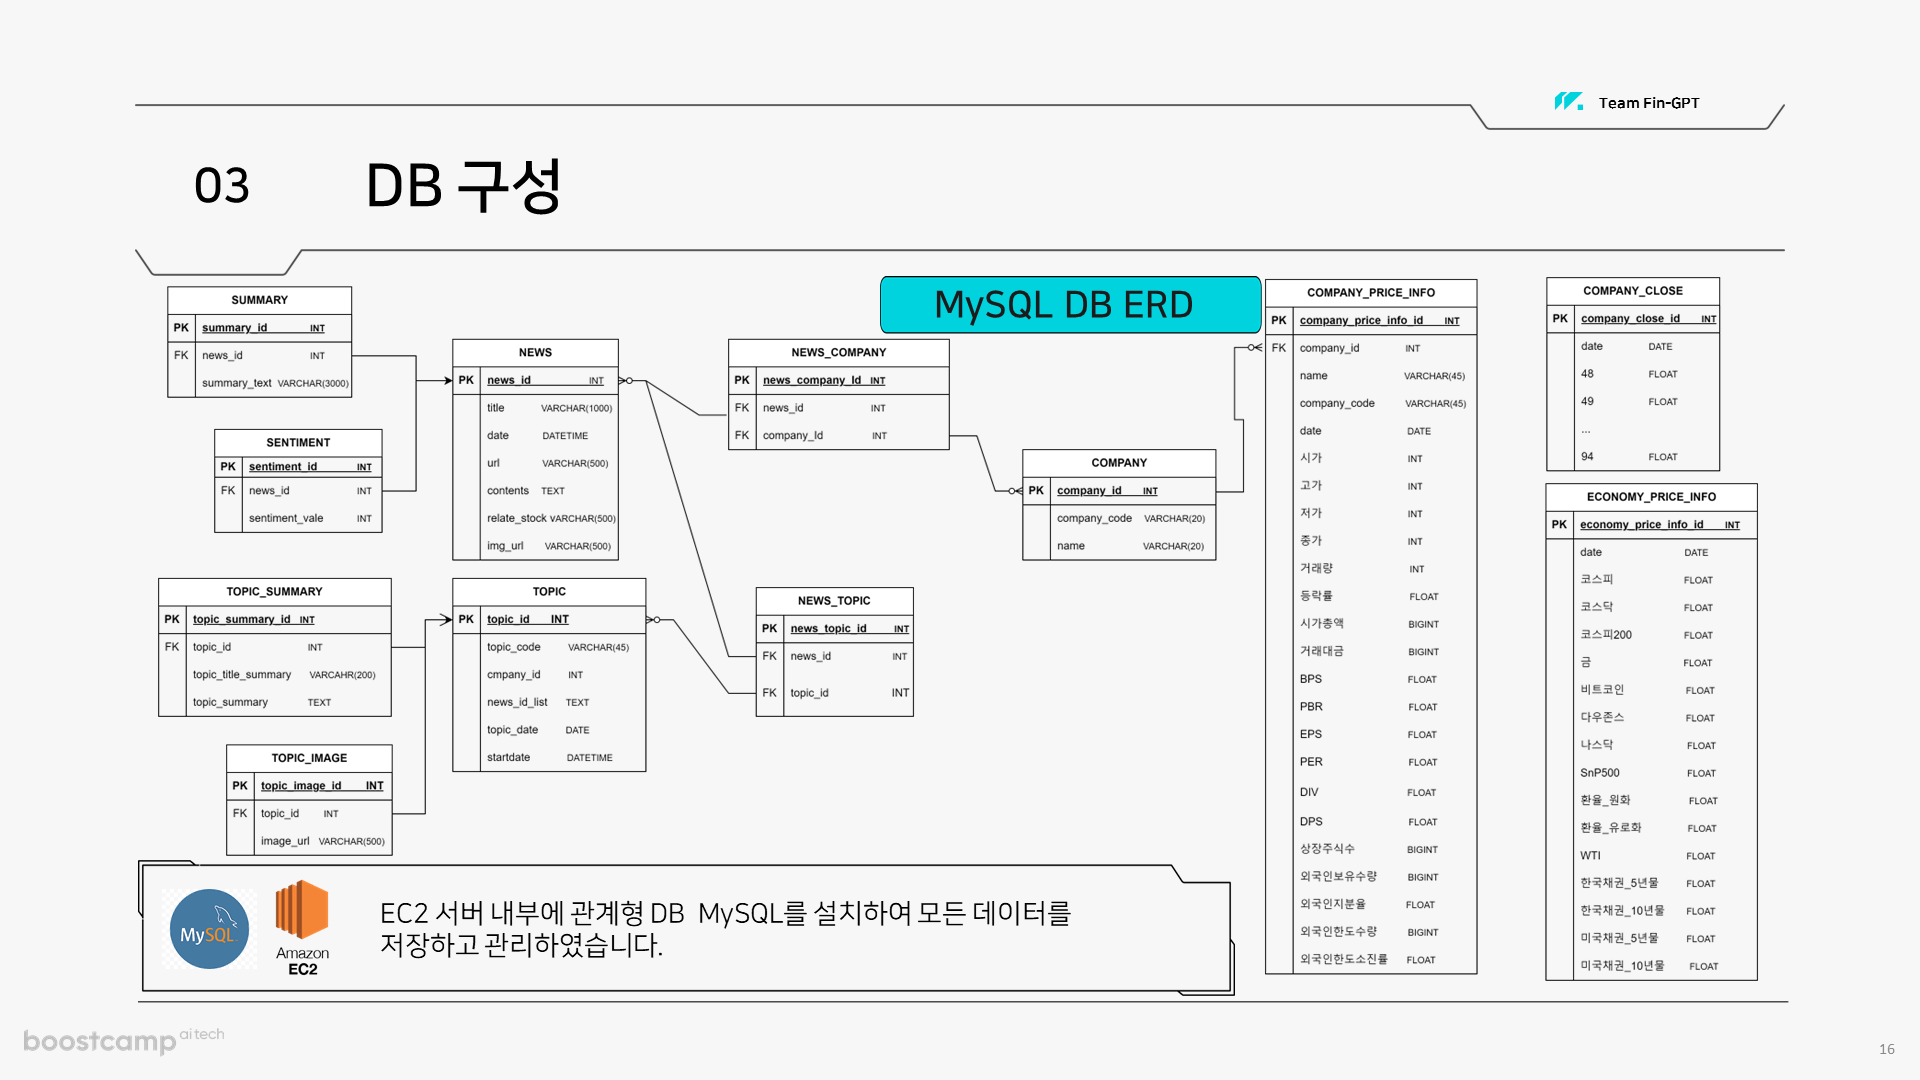 Team Fin-GPT
03 DB 구성
MySQL DB ERD
SUMMARY
PK summary_id INT
FK news_id INT
summary_text VARCHAR(3000)
SENTIMENT
PK sentiment_id INT
FK news_id INT
sentiment_vale INT
NEWS
PK news_id INT
title VARCHAR(1000)
date DATETIME
url VARCHAR(500)
contents TEXT
relate_stock VARCHAR(500)
img_url VARCHAR(500)
NEWS_COMPANY
PK news_company_Id INT
FK news_id INT
FK company_Id INT
COMPANY
PK company_id INT
company_code VARCHAR(20)
name VARCHAR(20)
TOPIC_SUMMARY
PK topic_summary_id INT
FK topic_id INT
topic_title_summary VARCAHR(200)
topic_summary TEXT
TOPIC_IMAGE
PK topic_image_id INT
FK topic_id INT
image_url VARCHAR(500)
TOPIC
PK topic_id INT
topic_code VARCHAR(45)
cmpany_id INT
news_id_list TEXT
topic_date DATE
startdate DATETIME
NEWS_TOPIC
PK news_topic_id INT
FK news_id INT
FK topic_id INT
COMPANY_PRICE_INFO
PK company_price_info_id INT
FK company_id INT
name VARCHAR(45)
company_code VARCHAR(45)
date DATE
시가 INT
고가 INT
저가 INT
종가 INT
거래량 INT
등락률 FLOAT
시가총액 BIGINT
거래대금 BIGINT
BPS FLOAT
PBR FLOAT
EPS FLOAT
PER FLOAT
DIV FLOAT
DPS FLOAT
상장주식수 BIGINT
외국인보유수량 BIGINT
외국인지분율 FLOAT
외국인한도수량 BIGINT
외국인한도소진률 FLOAT
COMPANY_CLOSE
PK company_close_id INT
date DATE
48 FLOAT
49 FLOAT
...
94 FLOAT
ECONOMY_PRICE_INFO
PK economy_price_info_id INT
date DATE
코스피 FLOAT
코스닥 FLOAT
코스피200 FLOAT
금 FLOAT
비트코인 FLOAT
다우존스 FLOAT
나스닥 FLOAT
SnP500 FLOAT
환율_원화 FLOAT
환율_유로화 FLOAT
WTI FLOAT
한국채권_5년물 FLOAT
한국채권_10년물 FLOAT
미국채권_5년물 FLOAT
미국채권_10년물 FLOAT
MySQL
Amazon
EC2
EC2 서버 내부에 관계형 DB MySQL를 설치하여 모든 데이터를
저장하고 관리하였습니다.
boostcamp ai tech
16